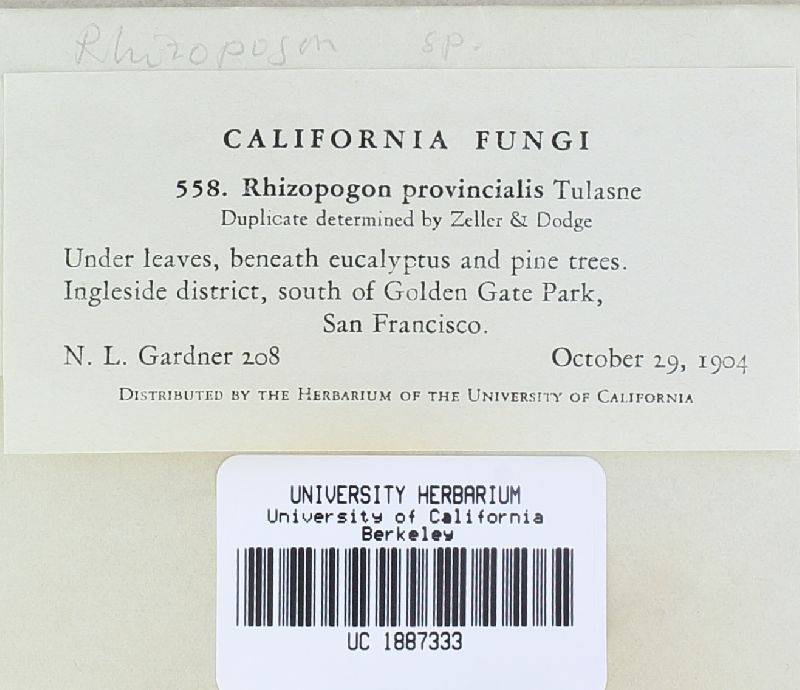 Rhizopogon sp.
CALIFORNIA FUNGI
558. Rhizopogon provincialis Tulasne
Duplicate determined by Zeller & Dodge
Under leaves, beneath eucalyptus and pine trees.
Ingleside district, south of Golden Gate Park,
San Francisco.
N. L. Gardner 208 October 29, 1904
DISTRIBUTED BY THE HERBARIUM OF THE UNIVERSITY OF CALIFORNIA
UNIVERSITY HERBARIUM
University of California
Berkeley
UC 1887333